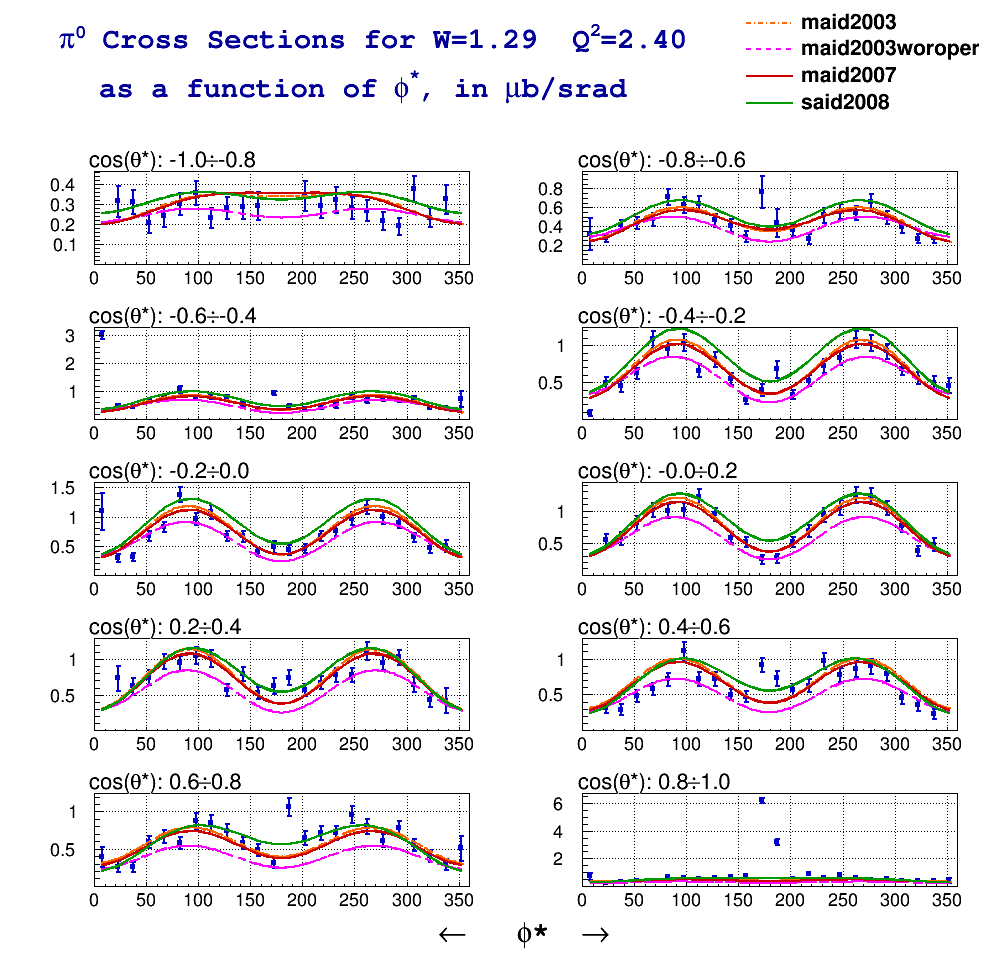 π⁰ Cross Sections for W=1.29 Q²=2.40
as a function of ϕ*, in μb/srad
maid2003
maid2003woroper
maid2007
said2008
cos(θ*): -1.0÷-0.8
0.4
0.3
0.2
0.1
0 50 100 150 200 250 300 350
cos(θ*): -0.8÷-0.6
0.8
0.6
0.4
0.2
0 50 100 150 200 250 300 350
cos(θ*): -0.6÷-0.4
3
2
1
0 50 100 150 200 250 300 350
cos(θ*): -0.4÷-0.2
1
0.5
0 50 100 150 200 250 300 350
cos(θ*): -0.2÷0.0
1.5
1
0.5
0 50 100 150 200 250 300 350
cos(θ*): -0.0÷0.2
1
0.5
0 50 100 150 200 250 300 350
cos(θ*): 0.2÷0.4
1
0.5
0 50 100 150 200 250 300 350
cos(θ*): 0.4÷0.6
1
0.5
0 50 100 150 200 250 300 350
cos(θ*): 0.6÷0.8
1
0.5
0 50 100 150 200 250 300 350
cos(θ*): 0.8÷1.0
6
4
2
0 50 100 150 200 250 300 350
← ϕ* →